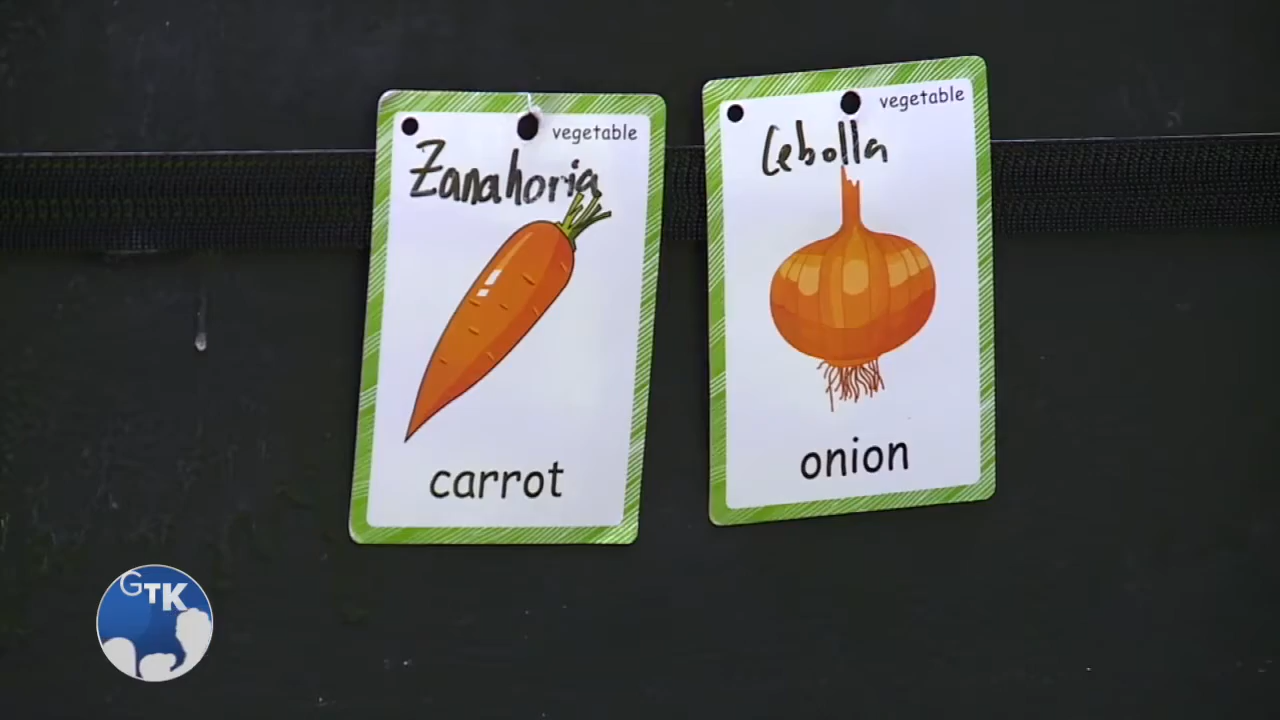 vegetable
Zanahoria
carrot
vegetable
Cebolla
onion
GTK